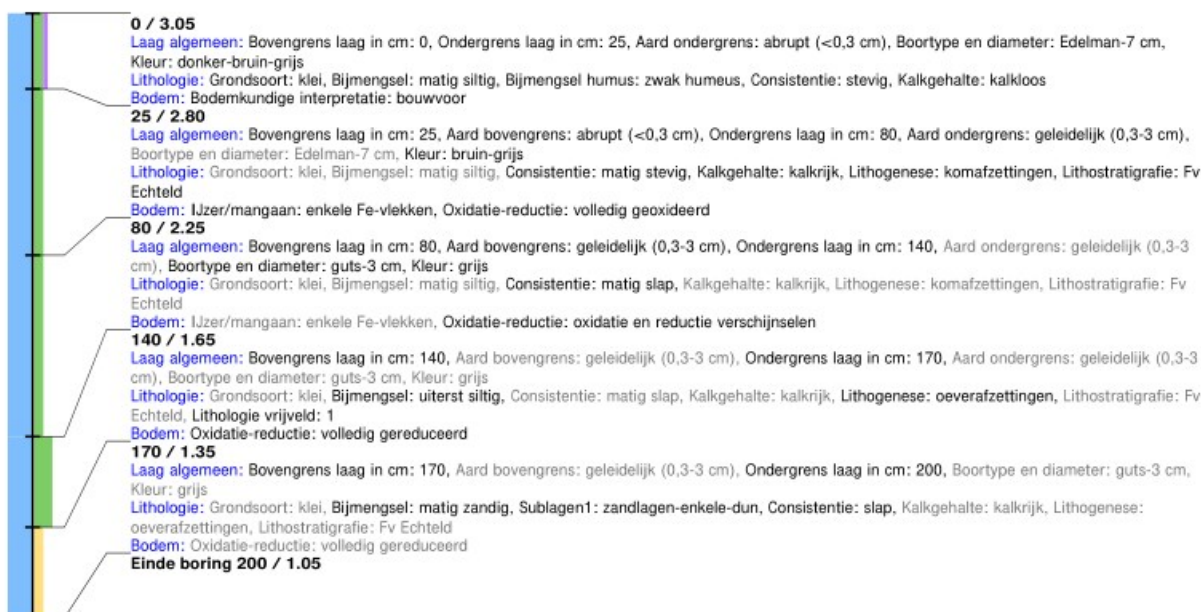 0 / 3.05
Laag algemeen: Bovengrens laag in cm: 0, Ondergrens laag in cm: 25, Aard ondergrens: abrupt (<0,3 cm), Boortype en diameter: Edelman-7 cm,
Kleur: donker-bruin-grijs
Lithologie: Grondsoort: klei, Bijmengsel: matig siltig, Bijmengsel humus: zwak humeus, Consistentie: stevig, Kalkgehalte: kalkloos
Bodem: Bodemkundige interpretatie: bouwvoor
25 / 2.80
Laag algemeen: Bovengrens laag in cm: 25, Aard bovengrens: abrupt (<0,3 cm), Ondergrens laag in cm: 80, Aard ondergrens: geleidelijk (0,3-3 cm),
Boortype en diameter: Edelman-7 cm, Kleur: bruin-grijs
Lithologie: Grondsoort: klei, Bijmengsel: matig siltig, Consistentie: matig stevig, Kalkgehalte: kalkrijk, Lithogenese: komafzettingen, Lithostratigrafie: Fv
Echteld
Bodem: IJzer/mangaan: enkele Fe-vlekken, Oxidatie-reductie: volledig geoxideerd
80 / 2.25
Laag algemeen: Bovengrens laag in cm: 80, Aard bovengrens: geleidelijk (0,3-3 cm), Ondergrens laag in cm: 140, Aard ondergrens: geleidelijk (0,3-3
cm), Boortype en diameter: guts-3 cm, Kleur: grijs
Lithologie: Grondsoort: klei, Bijmengsel: matig siltig, Consistentie: matig slap, Kalkgehalte: kalkrijk, Lithogenese: komafzettingen, Lithostratigrafie: Fv
Echteld
Bodem: IJzer/mangaan: enkele Fe-vlekken, Oxidatie-reductie: oxidatie en reductie verschijnselen
140 / 1.65
Laag algemeen: Bovengrens laag in cm: 140, Aard bovengrens: geleidelijk (0,3-3 cm), Ondergrens laag in cm: 170, Aard ondergrens: geleidelijk (0,3-3
cm), Boortype en diameter: guts-3 cm, Kleur: grijs
Lithologie: Grondsoort: klei, Bijmengsel: uiterst siltig, Consistentie: matig slap, Kalkgehalte: kalkrijk, Lithogenese: oeverafzettingen, Lithostratigrafie: Fv
Echteld, Lithologie vrijveld: 1
Bodem: Oxidatie-reductie: volledig gereduceerd
170 / 1.35
Laag algemeen: Bovengrens laag in cm: 170, Aard bovengrens: geleidelijk (0,3-3 cm), Ondergrens laag in cm: 200, Boortype en diameter: guts-3 cm,
Kleur: grijs
Lithologie: Grondsoort: klei, Bijmengsel: matig zandig, Sublagen1: zandlagen-enkele-dun, Consistentie: slap, Kalkgehalte: kalkrijk, Lithogenese:
oeverafzettingen, Lithostratigrafie: Fv Echteld
Bodem: Oxidatie-reductie: volledig gereduceerd
Einde boring 200 / 1.05